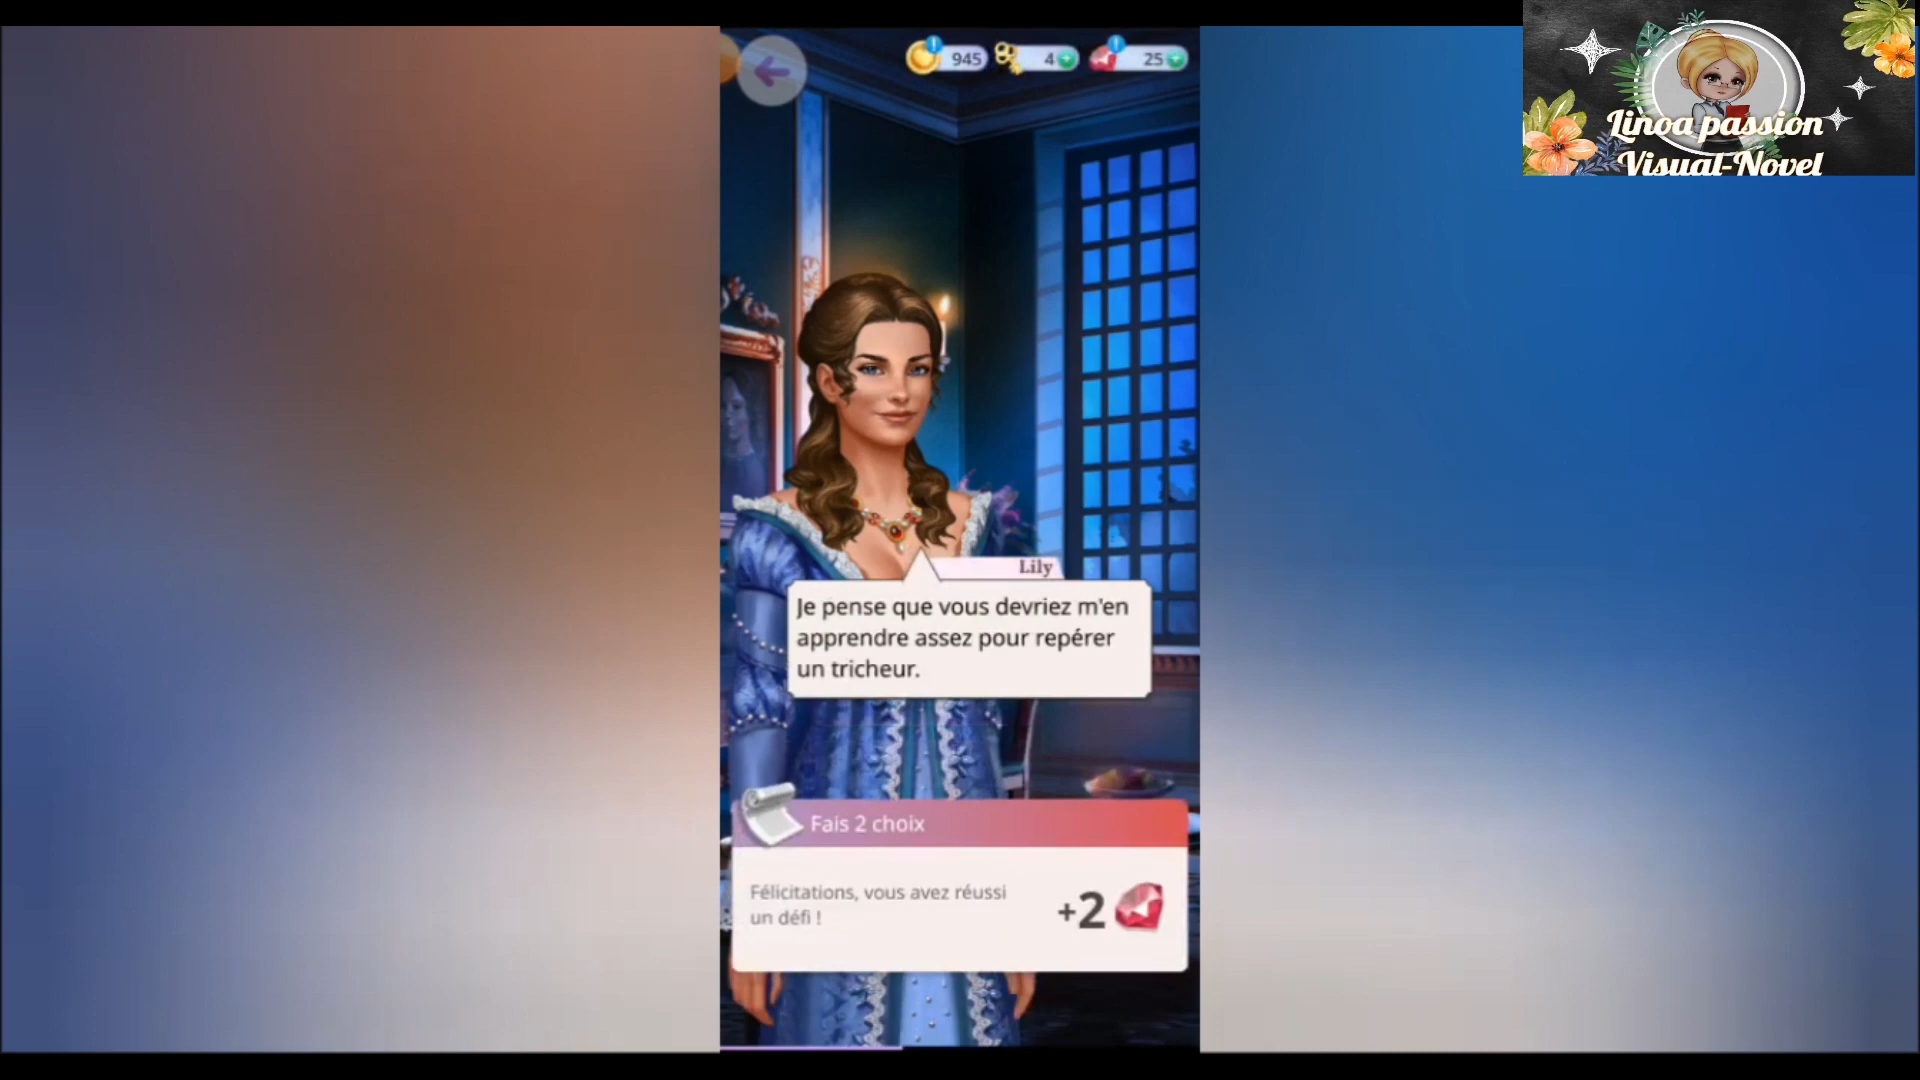 945
4
25
Linoa passion
Visual-Novel
Lily
Je pense que vous devriez m'en
apprendre assez pour repérer
un tricheur.
Fais 2 choix
Félicitations, vous avez réussi
un défi !
+2